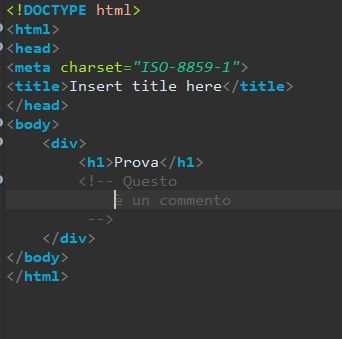 <!DOCTYPE html>
<html>
<head>
<meta charset="ISO-8859-1">
<title>Insert title here</title>
</head>
<body>
<div>
<h1>Prova</h1>
<!-- Questo
è un commento
-->
</div>
</body>
</html>